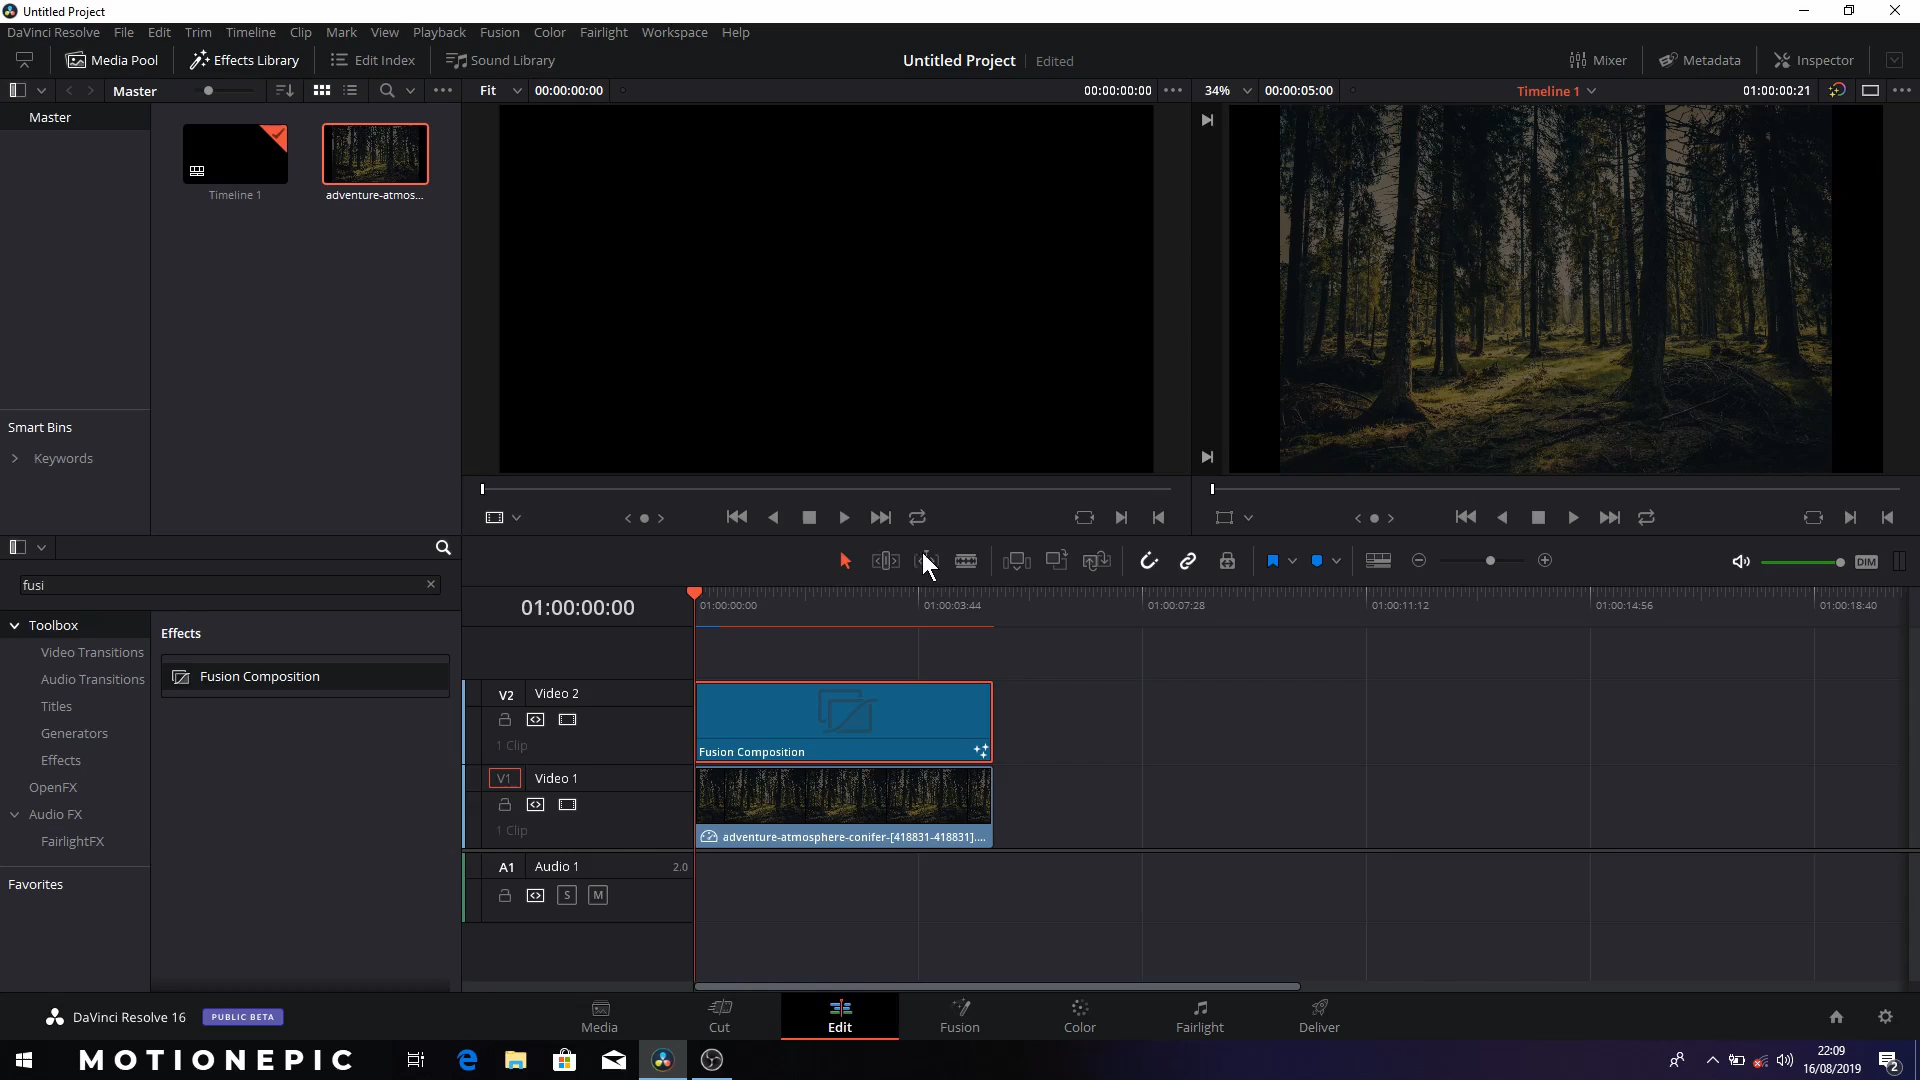 Untitled Project
DaVinci Resolve File Edit Trim Timeline Clip Mark View Playback Fusion Color Fairlight Workspace Help
Media Pool Effects Library Edit Index Sound Library Untitled Project Edited Mixer Metadata Inspector
Master Fit 00:00:00:00 00:00:00:00 34% 00:00:05:00 Timeline 1 01:00:00:21
Master
Timeline 1 adventure-atmos...
Smart Bins
Keywords
fusi
DIM
01:00:00:00 01:00:00:00 01:00:03:44 01:00:07:28 01:00:11:12 01:00:14:56 01:00:18:40
Toolbox
Video Transitions
Audio Transitions
Titles
Generators
Effects
OpenFX
Audio FX
FairlightFX
Favorites
Effects
Fusion Composition
V2 Video 2
1 Clip
Fusion Composition
V1 Video 1
1 Clip
adventure-atmosphere-conifer-[418831-418831]....
A1 Audio 1 2.0
S M
DaVinci Resolve 16 PUBLIC BETA Media Cut Edit Fusion Color Fairlight Deliver
MOTIONEPIC
22:09
16/08/2019
2